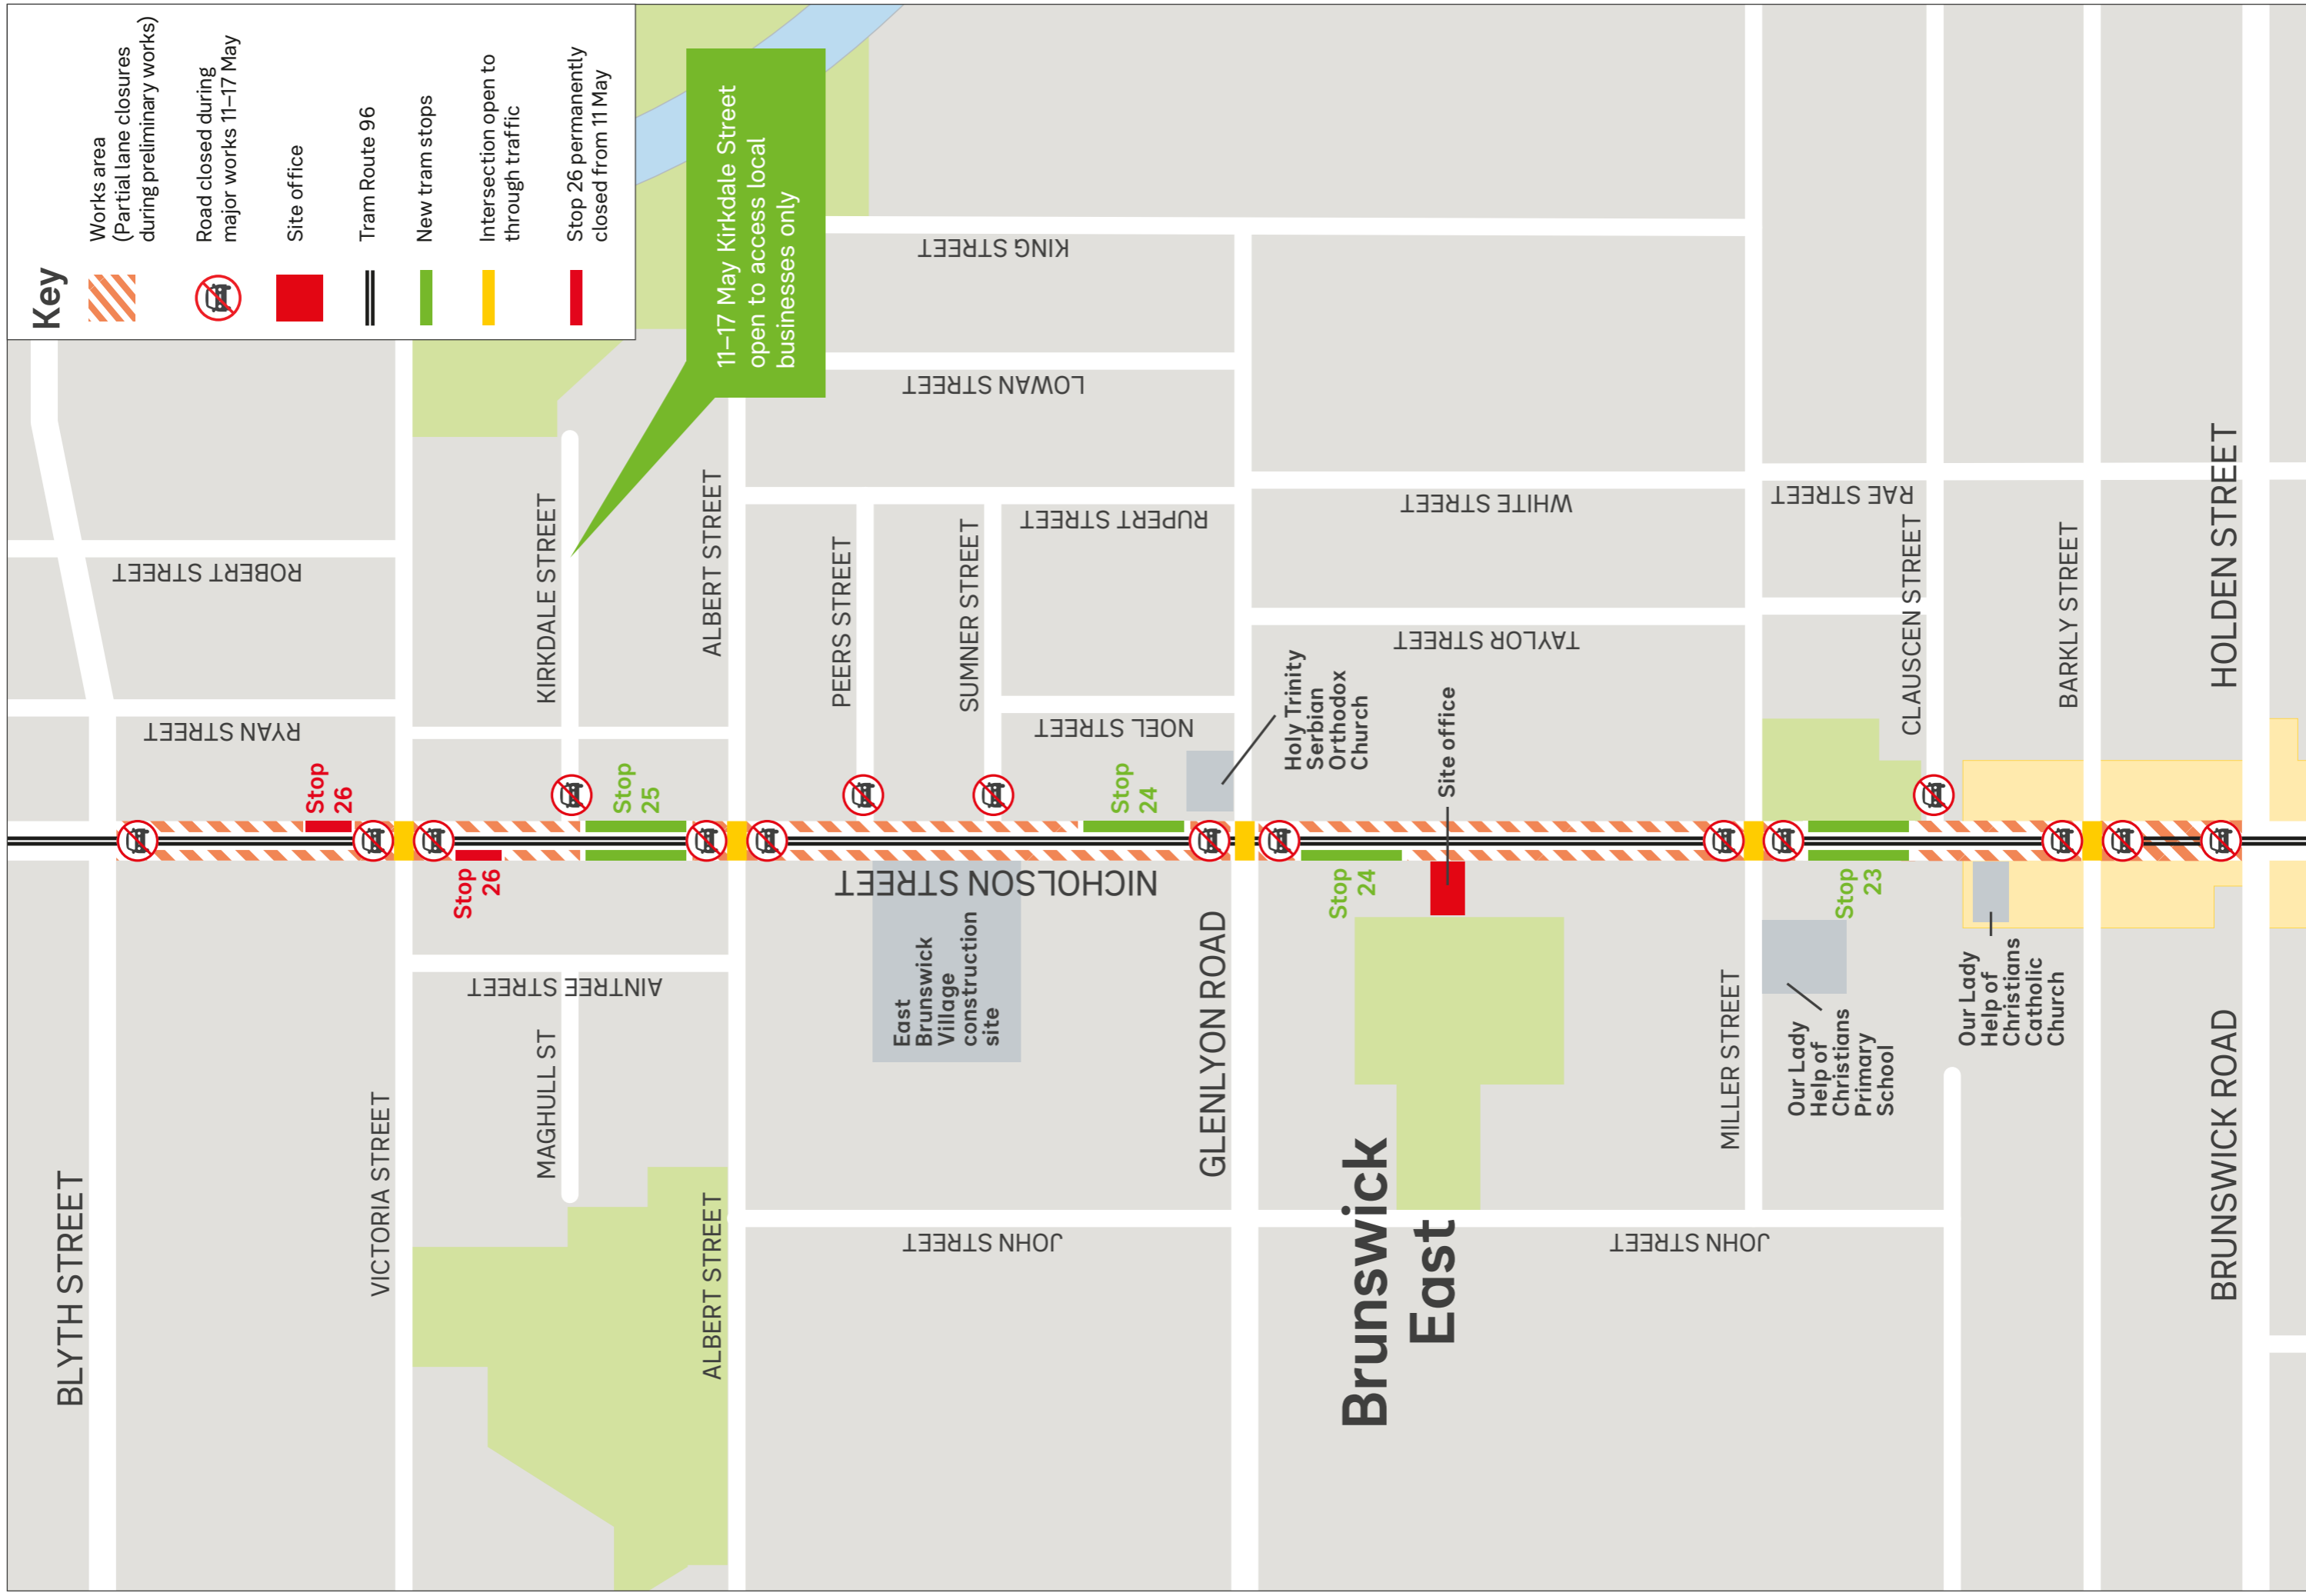 Key
Works area
(Partial lane closures
during preliminary works)
Road closed during
major works 11–17 May
Site office
Tram Route 96
New tram stops
Intersection open to
through traffic
Stop 26 permanently
closed from 11 May
11–17 May Kirkdale Street
open to access local
businesses only
BLYTH STREET
ROBERT STREET
RYAN STREET
Stop
26
VICTORIA STREET
Stop
26
KIRKDALE STREET
MAGHULL ST
AINTREE STREET
Stop
25
ALBERT STREET
ALBERT STREET
KING STREET
LOWAN STREET
RUPERT STREET
PEERS STREET
SUMNER STREET
NOEL STREET
NICHOLSON STREET
East
Brunswick
Village
construction
site
JOHN STREET
Stop
24
GLENLYON ROAD
Holy Trinity
Serbian
Orthodox
Church
Stop
24
Site office
WHITE STREET
TAYLOR STREET
Brunswick
East
JOHN STREET
MILLER STREET
RAE STREET
Our Lady
Help of
Christians
Primary
School
Stop
23
CLAUSCEN STREET
Our Lady
Help of
Christians
Catholic
Church
BARKLY STREET
HOLDEN STREET
BRUNSWICK ROAD